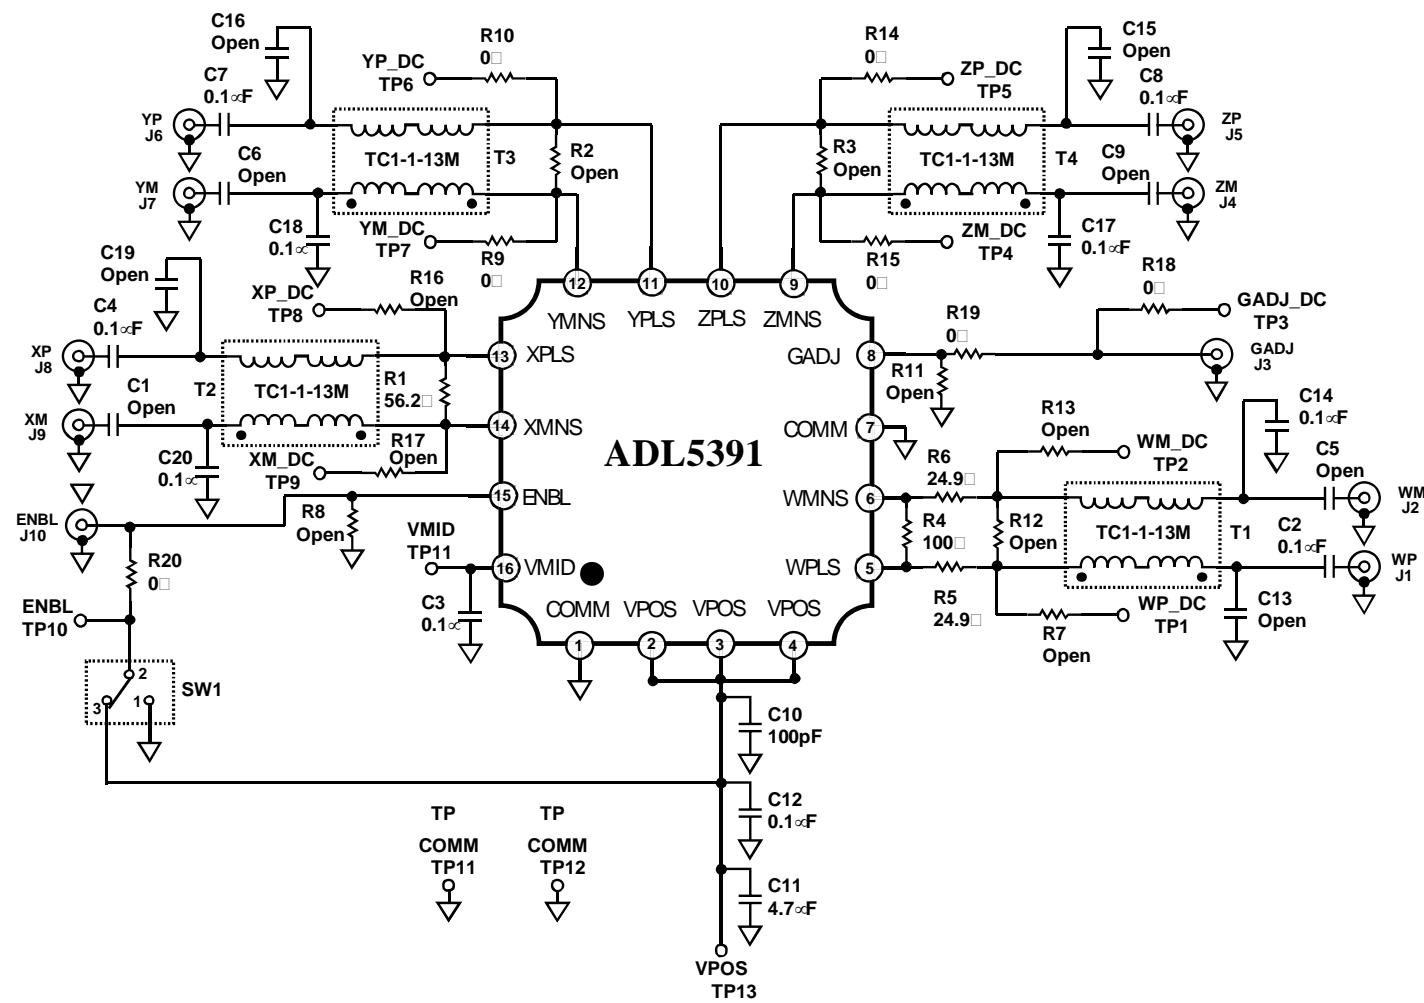 C16
Open
C7
0.1∝F
YP
J6
C6
Open
YM
J7
C18
0.1∝
YP_DC
TP6
R10
0□
TC1-1-13M
T3
R2
Open
YM_DC
TP7
R9
0□
R14
0□
ZP_DC
TP5
C15
Open
C8
0.1∝F
ZP
J5
R3
Open
TC1-1-13M
T4
C9
Open
ZM
J4
ZM_DC
TP4
R15
0□
C17
0.1∝F
C19
Open
C4
0.1∝F
XP
J8
XP_DC
TP8
R16
Open
C1
Open
XM
J9
T2
TC1-1-13M
R1
56.2□
C20
0.1∝
XM_DC
TP9
R17
Open
12
11
10
9
YMNS
YPLS
ZPLS
ZMNS
13
XPLS
GADJ
8
14
XMNS
COMM
7
ADL5391
15
ENBL
WMNS
6
16
VMID
WPLS
5
COMM
VPOS
VPOS
VPOS
1
2
3
4
R19
0□
R11
Open
R18
0□
GADJ_DC
TP3
GADJ
J3
R6
24.9□
R13
Open
WM_DC
TP2
C14
0.1∝F
C5
Open
WM
J2
R4
100□
R12
Open
TC1-1-13M
T1
C2
0.1∝F
WP
J1
R5
24.9□
R7
Open
WP_DC
TP1
C13
Open
ENBL
J10
R8
Open
R20
0□
VMID
TP11
C3
0.1∝
ENBL
TP10
2
3
1
SW1
C10
100pF
C12
0.1∝F
C11
4.7∝F
TP
COMM
TP11
TP
COMM
TP12
VPOS
TP13